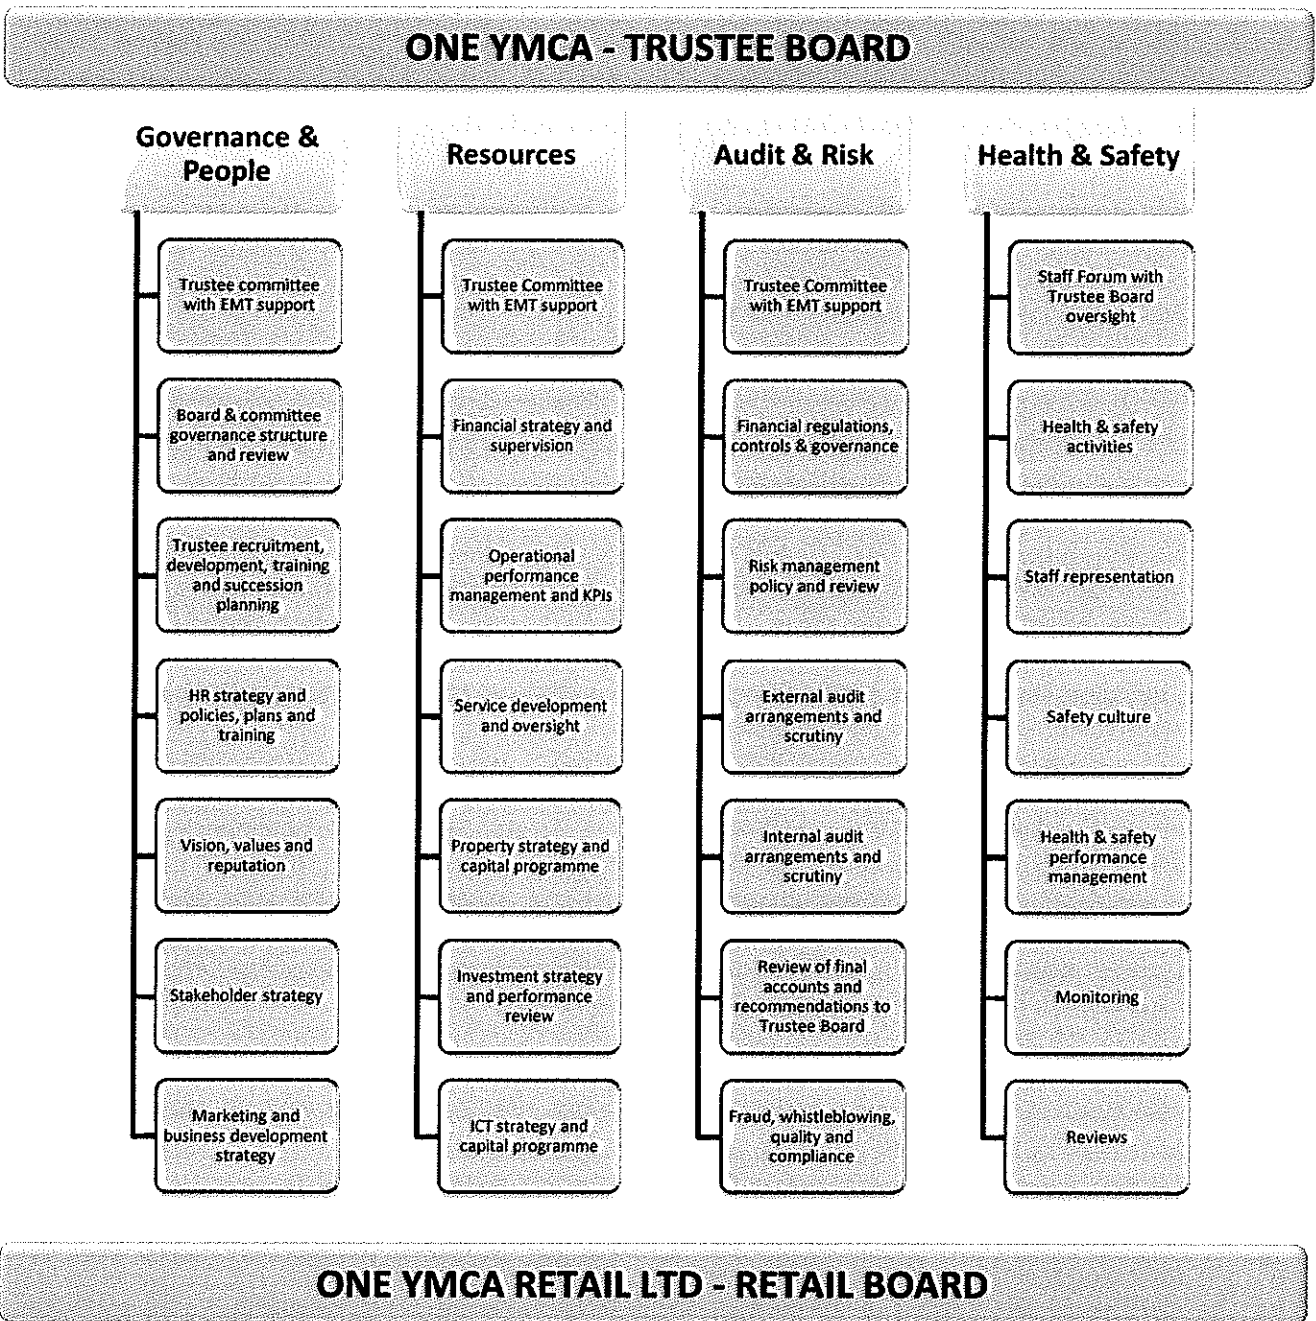 ONE YMCA - TRUSTEE BOARD
Governance &
People
Trustee committee
with EMT support
Board & committee
governance structure
and review
Trustee recruitment,
development, training
and succession
planning
HR strategy and
policies, plans and
training
Vision, values and
reputation
Stakeholder strategy
Marketing and
business development
strategy
Resources
Trustee Committee
with EMT support
Financial strategy and
supervision
Operational
performance
management and KPIs
Service development
and oversight
Property strategy and
capital programme
Investment strategy
and performance
review
ICT strategy and
capital programme
Audit & Risk
Trustee Committee
with EMT support
Financial regulations,
controls & governance
Risk management
policy and review
External audit
arrangements and
scrutiny
Internal audit
arrangements and
scrutiny
Review of final
accounts and
recommendations to
Trustee Board
Fraud, whistleblowing,
quality and
compliance
Health & Safety
Staff Forum with
Trustee Board
oversight
Health & safety
activities
Staff representation
Safety culture
Health & safety
performance
management
Monitoring
Reviews
ONE YMCA RETAIL LTD - RETAIL BOARD